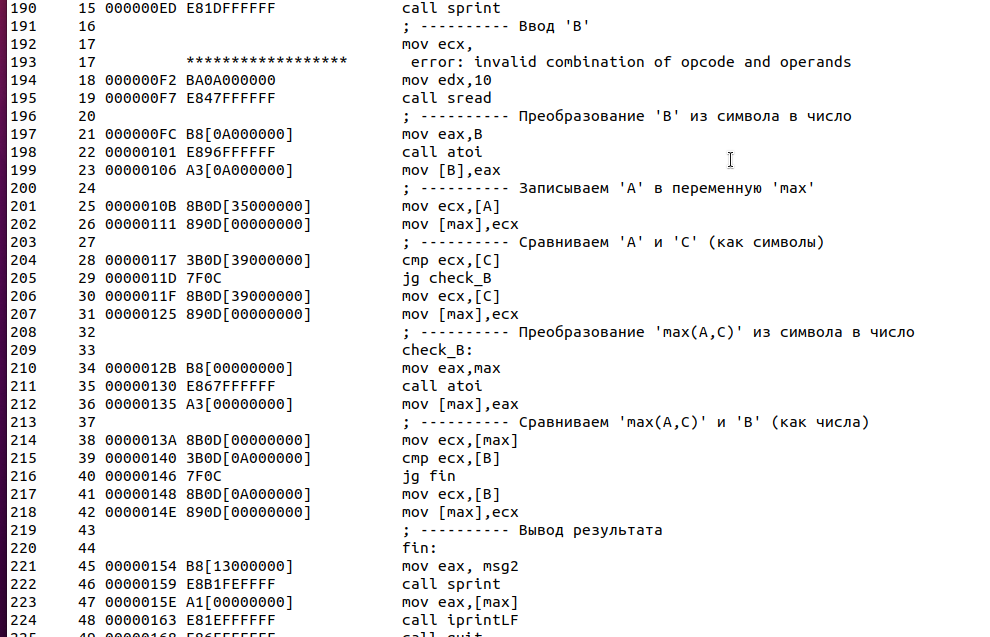 190 15 000000ED E81DFFFFFF call sprint
191 16 ; ---------- Ввод 'B'
192 17 mov ecx,
193 17 ****************** error: invalid combination of opcode and operands
194 18 000000F2 BA0A000000 mov edx,10
195 19 000000F7 E847FFFFFF call sread
196 20 ; ---------- Преобразование 'B' из символа в число
197 21 000000FC B8[0A000000] mov eax,B
198 22 00000101 E896FFFFFF call atoi
199 23 00000106 A3[0A000000] mov [B],eax
200 24 ; ---------- Записываем 'A' в переменную 'max'
201 25 0000010B 8B0D[35000000] mov ecx,[A]
202 26 00000111 890D[00000000] mov [max],ecx
203 27 ; ---------- Сравниваем 'A' и 'C' (как символы)
204 28 00000117 3B0D[39000000] cmp ecx,[C]
205 29 0000011D 7F0C jg check_B
206 30 0000011F 8B0D[39000000] mov ecx,[C]
207 31 00000125 890D[00000000] mov [max],ecx
208 32 ; ---------- Преобразование 'max(A,C)' из символа в число
209 33 check_B:
210 34 0000012B B8[00000000] mov eax,max
211 35 00000130 E867FFFFFF call atoi
212 36 00000135 A3[00000000] mov [max],eax
213 37 ; ---------- Сравниваем 'max(A,C)' и 'B' (как числа)
214 38 0000013A 8B0D[00000000] mov ecx,[max]
215 39 00000140 3B0D[0A000000] cmp ecx,[B]
216 40 00000146 7F0C jg fin
217 41 00000148 8B0D[0A000000] mov ecx,[B]
218 42 0000014E 890D[00000000] mov [max],ecx
219 43 ; ---------- Вывод результата
220 44 fin:
221 45 00000154 B8[13000000] mov eax, msg2
222 46 00000159 E8B1FEFFFF call sprint
223 47 0000015E A1[00000000] mov eax,[max]
224 48 00000163 E81EFFFFFF call iprintLF
225 49 00000168 call quit